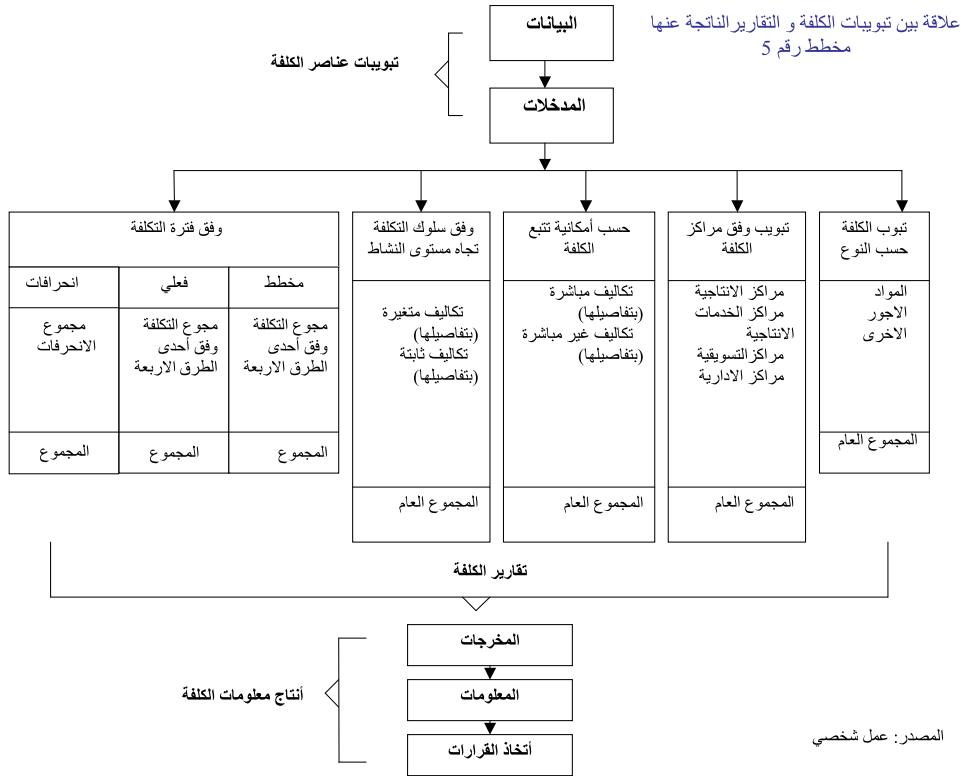 علاقة بين تبويبات الكلفة و التقارير الناتجة عنها
مخطط رقم 5
البيانات
تبويبات عناصر الكلفة
المدخلات
تبوب الكلفة
حسب النوع
المواد
الاجور
الاخرى
المجموع العام
تبويب وفق مراكز
الكلفة
مراكز الانتاجية
مراكز الخدمات
الانتاجية
مراكزالتسويقية
مراكز الادارية
المجموع العام
حسب أمكانية تتبع
الكلفة
تكاليف مباشرة
(بتفاصيلها)
تكاليف غير مباشرة
(بتفاصيلها)
المجموع العام
وفق سلوك التكلفة
تجاه مستوى النشاط
تكاليف متغيرة
(بتفاصيلها)
تكاليف ثابتة
(بتفاصيلها)
المجموع العام
وفق فترة التكلفة
مخطط
مجوع التكلفة
وفق أحدى
الطرق الاربعة
المجموع
فعلي
مجوع التكلفة
وفق أحدى
الطرق الاربعة
المجموع
انحرافات
مجموع
الانحرفات
المجموع
تقارير الكلفة
المخرجات
أنتاج معلومات الكلفة
المعلومات
أتخاذ القرارات
المصدر: عمل شخصي